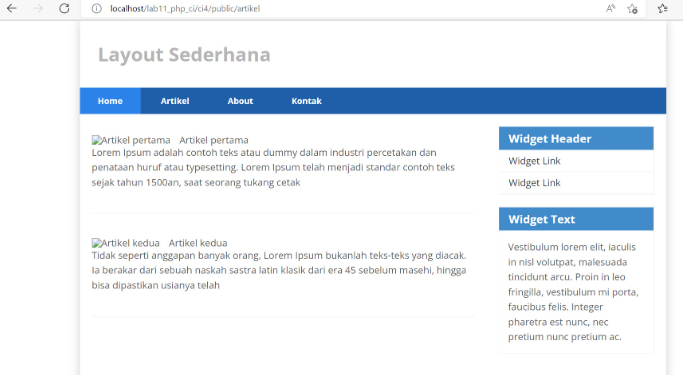 localhost/lab11_php_ci/ci4/public/artikel
Layout Sederhana
Home Artikel About Kontak
Artikel pertama Artikel pertama
Lorem Ipsum adalah contoh teks atau dummy dalam industri percetakan dan
penataan huruf atau typesetting. Lorem Ipsum telah menjadi standar contoh teks
sejak tahun 1500an, saat seorang tukang cetak
Artikel kedua Artikel kedua
Tidak seperti anggapan banyak orang, Lorem Ipsum bukanlah teks-teks yang diacak.
Ia berakar dari sebuah naskah sastra latin klasik dari era 45 sebelum masehi, hingga
bisa dipastikan usianya telah
Widget Header
Widget Link
Widget Link
Widget Text
Vestibulum lorem elit, iaculis
in nisl volutpat, malesuada
tincidunt arcu. Proin in leo
fringilla, vestibulum mi porta,
faucibus felis. Integer
pharetra est nunc, nec
pretium nunc pretium ac.